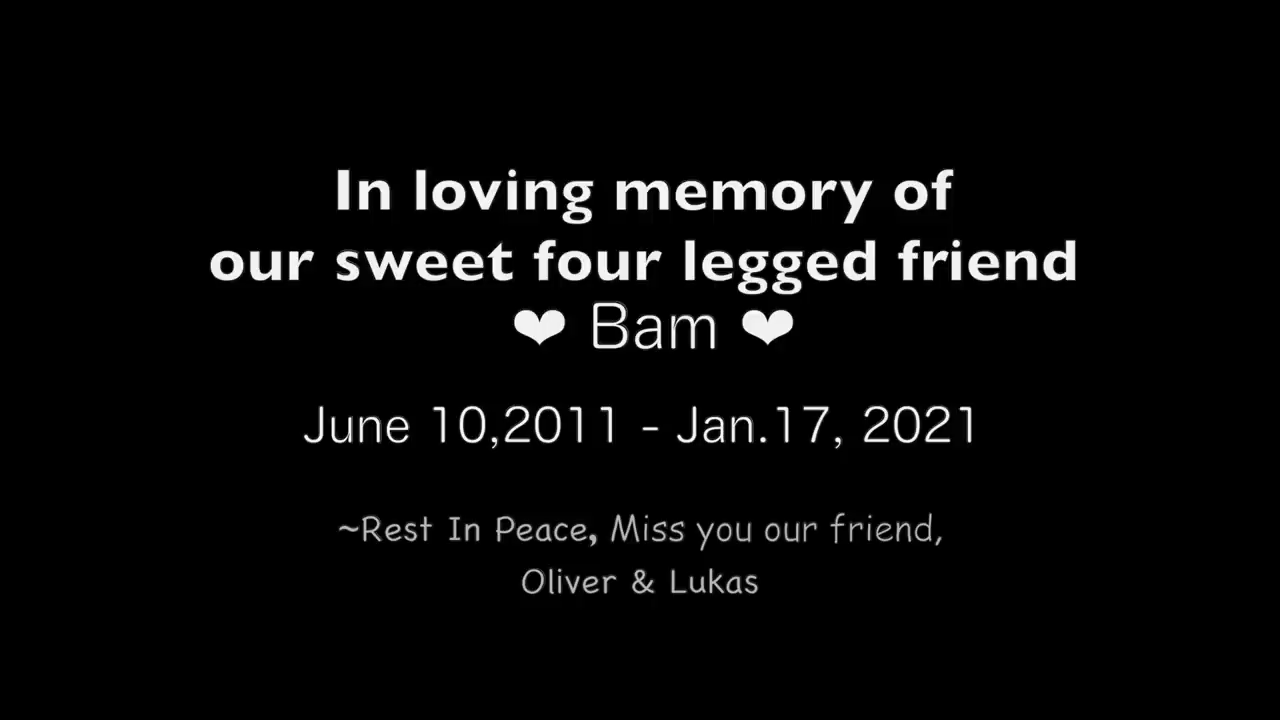 In loving memory of
our sweet four legged friend
❤ Bam ❤
June 10,2011 - Jan.17, 2021
~Rest In Peace, Miss you our friend,
Oliver & Lukas